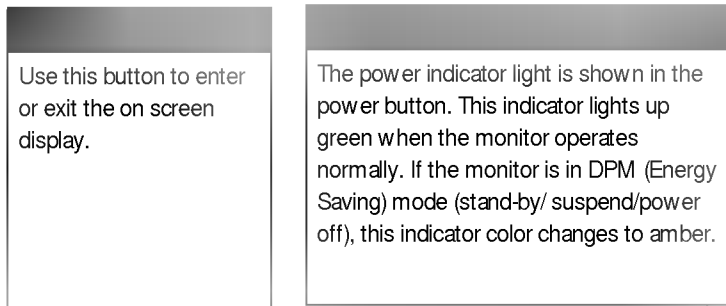 Use this button to enter
or exit the on screen
display.
The power indicator light is shown in the
power button. This indicator lights up
green when the monitor operates
normally. If the monitor is in DPM (Energy
Saving) mode (stand-by/ suspend/power
off), this indicator color changes to amber.